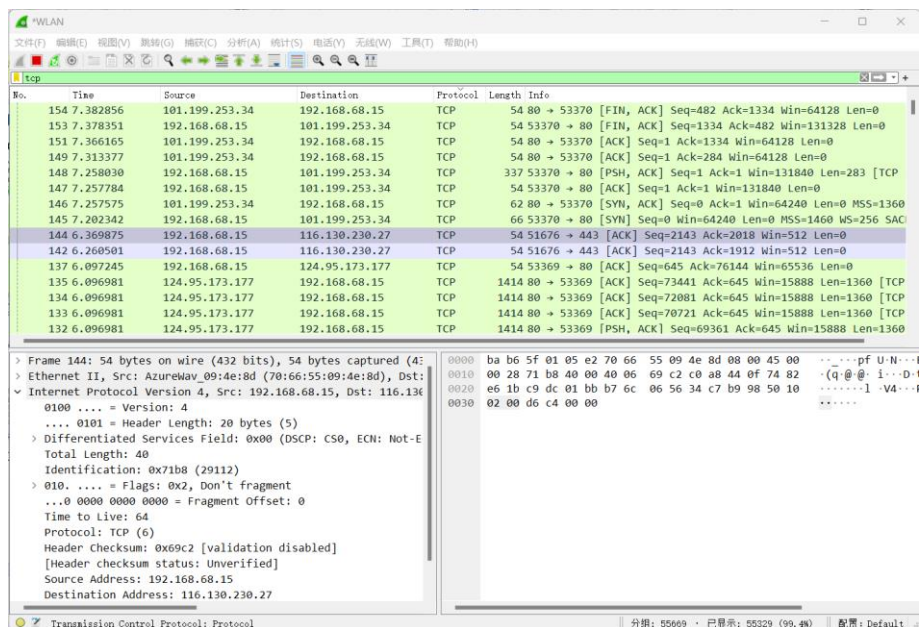 *WLAN
文件(F) 编辑(E) 视图(V) 跳转(G) 捕获(C) 分析(A) 统计(S) 电话(Y) 无线(W) 工具(T) 帮助(H)
tcp
No. Time Source Destination Protocol Length Info
154 7.382856 101.199.253.34 192.168.68.15 TCP 54 80 → 53370 [FIN, ACK] Seq=482 Ack=1334 Win=64128 Len=0
153 7.378351 192.168.68.15 101.199.253.34 TCP 54 53370 → 80 [FIN, ACK] Seq=1334 Ack=482 Win=131328 Len=0
151 7.366165 101.199.253.34 192.168.68.15 TCP 54 80 → 53370 [ACK] Seq=1 Ack=1334 Win=64128 Len=0
149 7.313377 101.199.253.34 192.168.68.15 TCP 54 80 → 53370 [ACK] Seq=1 Ack=284 Win=64128 Len=0
148 7.258030 192.168.68.15 101.199.253.34 TCP 337 53370 → 80 [PSH, ACK] Seq=1 Ack=1 Win=131840 Len=283 [TCP
147 7.257784 192.168.68.15 101.199.253.34 TCP 54 53370 → 80 [ACK] Seq=1 Ack=1 Win=131840 Len=0
146 7.257575 101.199.253.34 192.168.68.15 TCP 62 80 → 53370 [SYN, ACK] Seq=0 Ack=1 Win=64240 Len=0 MSS=1360
145 7.202342 192.168.68.15 101.199.253.34 TCP 66 53370 → 80 [SYN] Seq=0 Win=64240 Len=0 MSS=1460 WS=256 SAC
144 6.369875 192.168.68.15 116.130.230.27 TCP 54 51676 → 443 [ACK] Seq=2143 Ack=2018 Win=512 Len=0
142 6.260501 192.168.68.15 116.130.230.27 TCP 54 51676 → 443 [ACK] Seq=2143 Ack=1912 Win=512 Len=0
137 6.097245 192.168.68.15 124.95.173.177 TCP 54 53369 → 80 [ACK] Seq=645 Ack=76144 Win=65536 Len=0
135 6.096981 124.95.173.177 192.168.68.15 TCP 1414 80 → 53369 [ACK] Seq=73441 Ack=645 Win=15888 Len=1360 [TCP
134 6.096981 124.95.173.177 192.168.68.15 TCP 1414 80 → 53369 [ACK] Seq=72081 Ack=645 Win=15888 Len=1360 [TCP
133 6.096981 124.95.173.177 192.168.68.15 TCP 1414 80 → 53369 [ACK] Seq=70721 Ack=645 Win=15888 Len=1360 [TCP
132 6.096981 124.95.173.177 192.168.68.15 TCP 1414 80 → 53369 [PSH, ACK] Seq=69361 Ack=645 Win=15888 Len=1360
Frame 144: 54 bytes on wire (432 bits), 54 bytes captured (43
Ethernet II, Src: AzureWav_09:4e:8d (70:66:55:09:4e:8d), Dst:
Internet Protocol Version 4, Src: 192.168.68.15, Dst: 116.130
0100 .... = Version: 4
.... 0101 = Header Length: 20 bytes (5)
Differentiated Services Field: 0x00 (DSCP: CS0, ECN: Not-E
Total Length: 40
Identification: 0x71b8 (29112)
010. .... = Flags: 0x2, Don't fragment
...0 0000 0000 0000 = Fragment Offset: 0
Time to Live: 64
Protocol: TCP (6)
Header Checksum: 0x69c2 [validation disabled]
[Header checksum status: Unverified]
Source Address: 192.168.68.15
Destination Address: 116.130.230.27
0000 ba b6 5f 01 05 e2 70 66 55 09 4e 8d 08 00 45 00 ··_···pf U·N···E
0010 00 28 71 b8 40 00 40 06 69 c2 c0 a8 44 0f 74 82 ·(q·@·@· i···D·t
0020 e6 1b c9 dc 01 bb b7 6c 06 56 34 c7 b9 98 50 10 ·······l ·V4···P
0030 02 00 d6 c4 00 00 ······
Transmission Control Protocol: Protocol
分组: 55669 · 已显示: 55329 (99.4%)
配置: Default